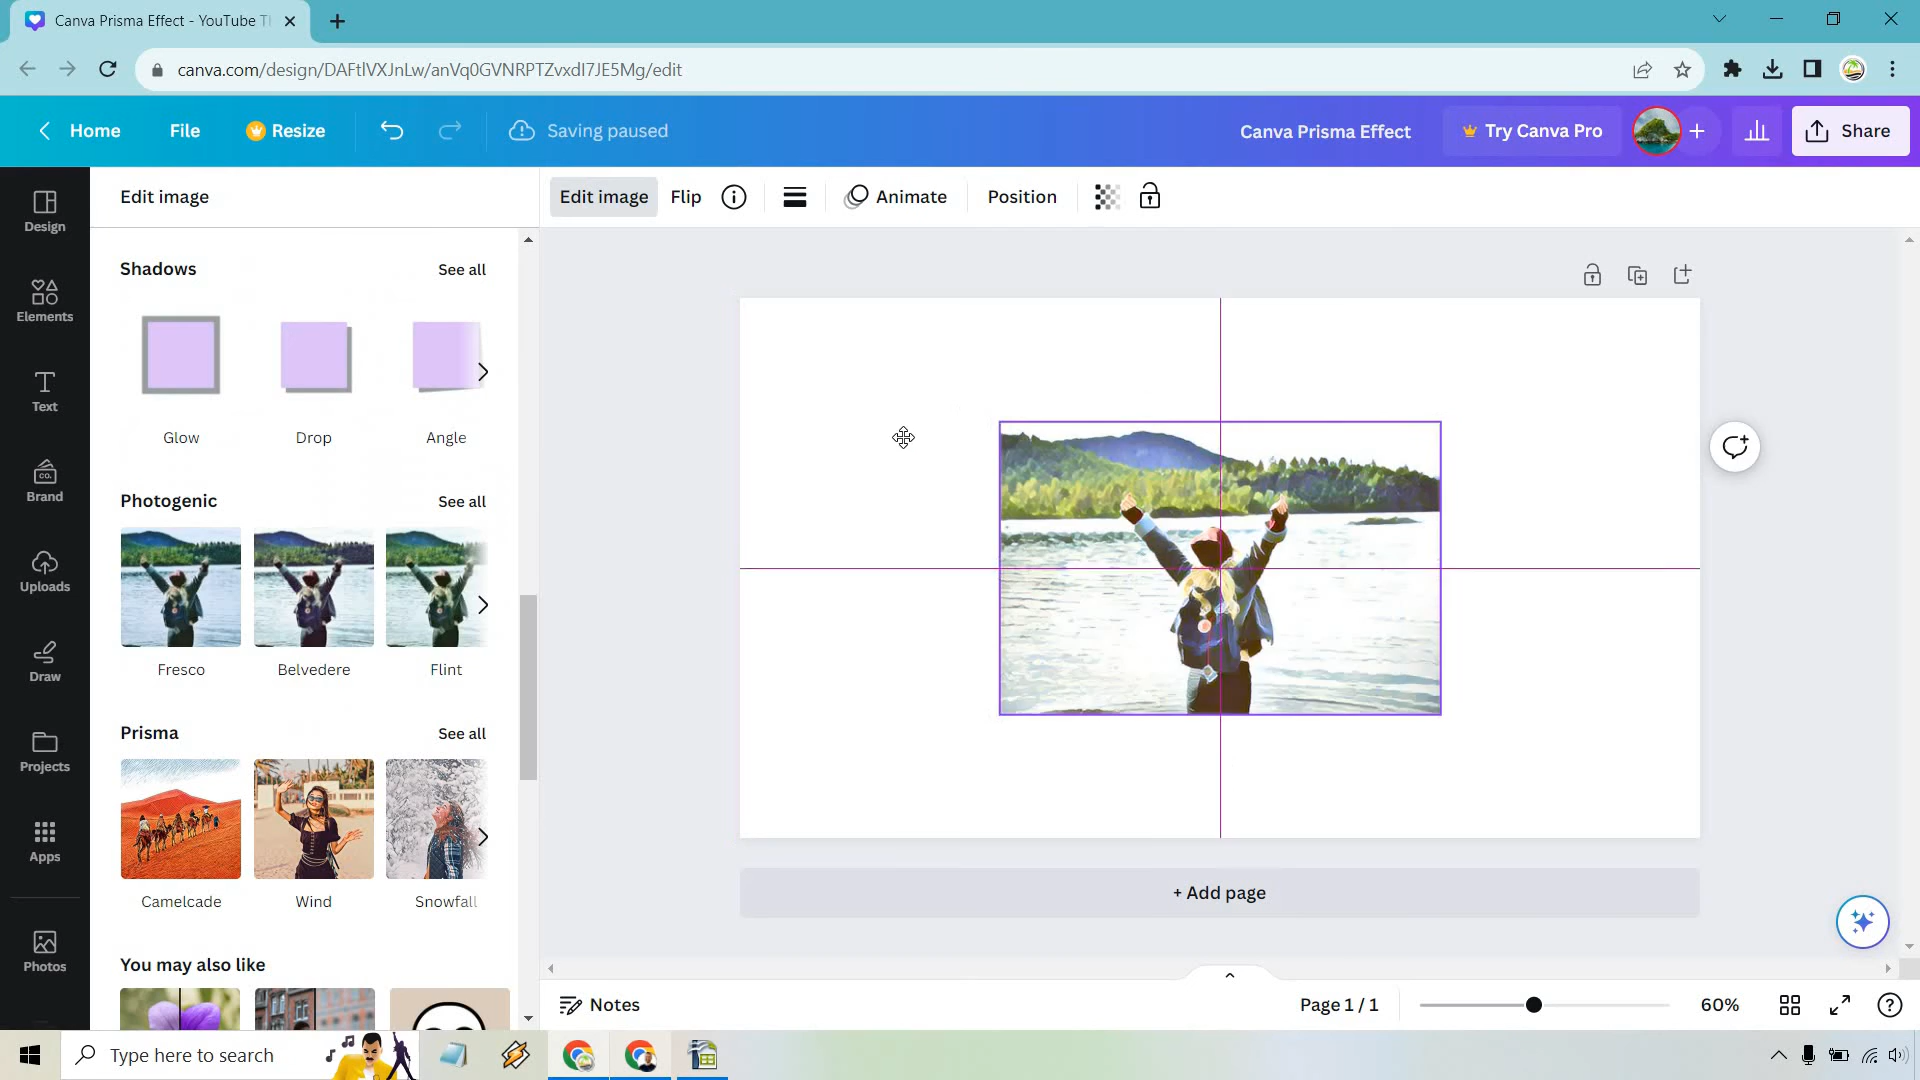 Canva Prisma Effect - YouTube Th
canva.com/design/DAFtlVXJnLw/anVq0GVNRPTZvxdI7JE5Mg/edit
Home
File
Resize
Saving paused
Canva Prisma Effect
Try Canva Pro
Share
Edit image
Edit image
Flip
Animate
Position
Design
Elements
Text
CO.
Brand
Uploads
Draw
Projects
Apps
Photos
Shadows
See all
Glow
Drop
Angle
Photogenic
See all
Fresco
Belvedere
Flint
Prisma
See all
Camelcade
Wind
Snowfall
You may also like
+ Add page
Notes
Page 1 / 1
60%
Type here to search